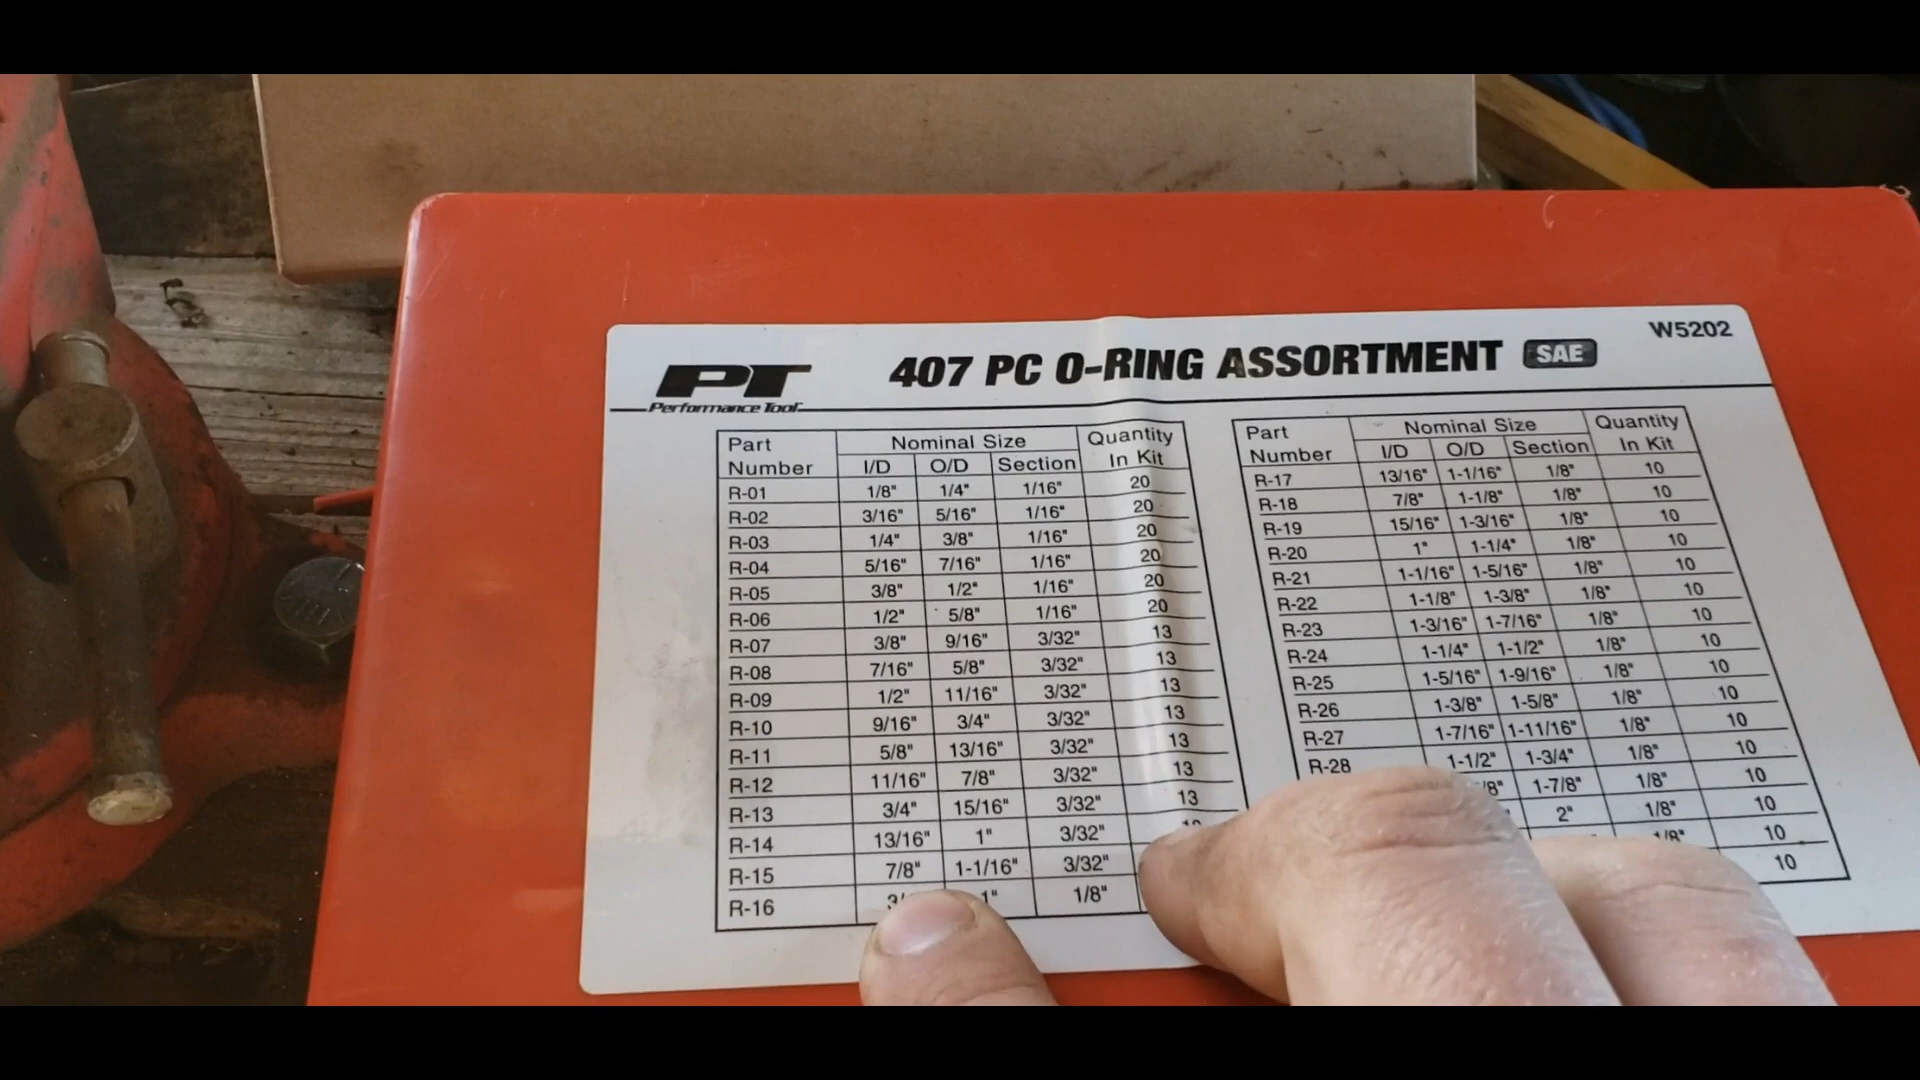 W5202
PT
Performance Tool
407 PC O-RING ASSORTMENT SAE
Part Number Nominal Size Quantity In Kit
I/D O/D Section
R-01 1/8" 1/4" 1/16" 20
R-02 3/16" 5/16" 1/16" 20
R-03 1/4" 3/8" 1/16" 20
R-04 5/16" 7/16" 1/16" 20
R-05 3/8" 1/2" 1/16" 20
R-06 1/2" 5/8" 1/16" 20
R-07 3/8" 9/16" 3/32" 13
R-08 7/16" 5/8" 3/32" 13
R-09 1/2" 11/16" 3/32" 13
R-10 9/16" 3/4" 3/32" 13
R-11 5/8" 13/16" 3/32" 13
R-12 11/16" 7/8" 3/32" 13
R-13 3/4" 15/16" 3/32" 13
R-14 13/16" 1" 3/32"
R-15 7/8" 1-1/16" 3/32"
R-16 1" 1/8"
Part Number Nominal Size Quantity In Kit
I/D O/D Section
R-17 13/16" 1-1/16" 1/8" 10
R-18 7/8" 1-1/8" 1/8" 10
R-19 15/16" 1-3/16" 1/8" 10
R-20 1" 1-1/4" 1/8" 10
R-21 1-1/16" 1-5/16" 1/8" 10
R-22 1-1/8" 1-3/8" 1/8" 10
R-23 1-3/16" 1-7/16" 1/8" 10
R-24 1-1/4" 1-1/2" 1/8" 10
R-25 1-5/16" 1-9/16" 1/8" 10
R-26 1-3/8" 1-5/8" 1/8" 10
R-27 1-7/16" 1-11/16" 1/8" 10
R-28 1-1/2" 1-3/4" 1/8" 10
1-7/8" 1/8" 10
2" 1/8" 10
1/8" 10
10